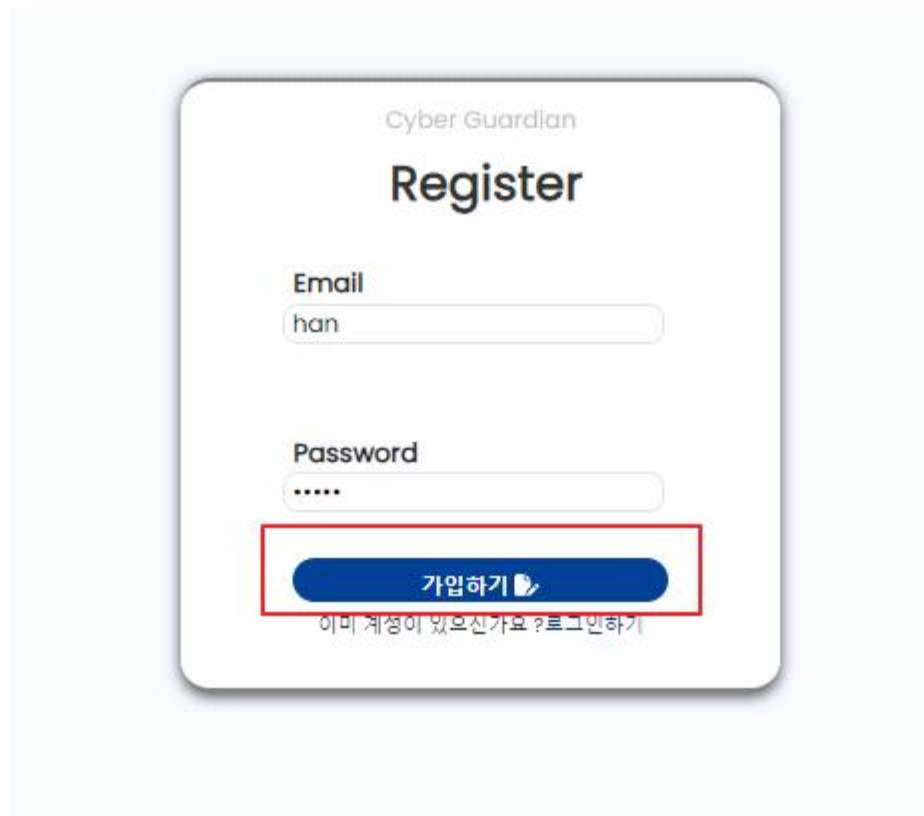 Cyber Guardian
Register
Email
han
Password
•••••
가입하기
이미 계정이 있으신가요 ?로그인하기